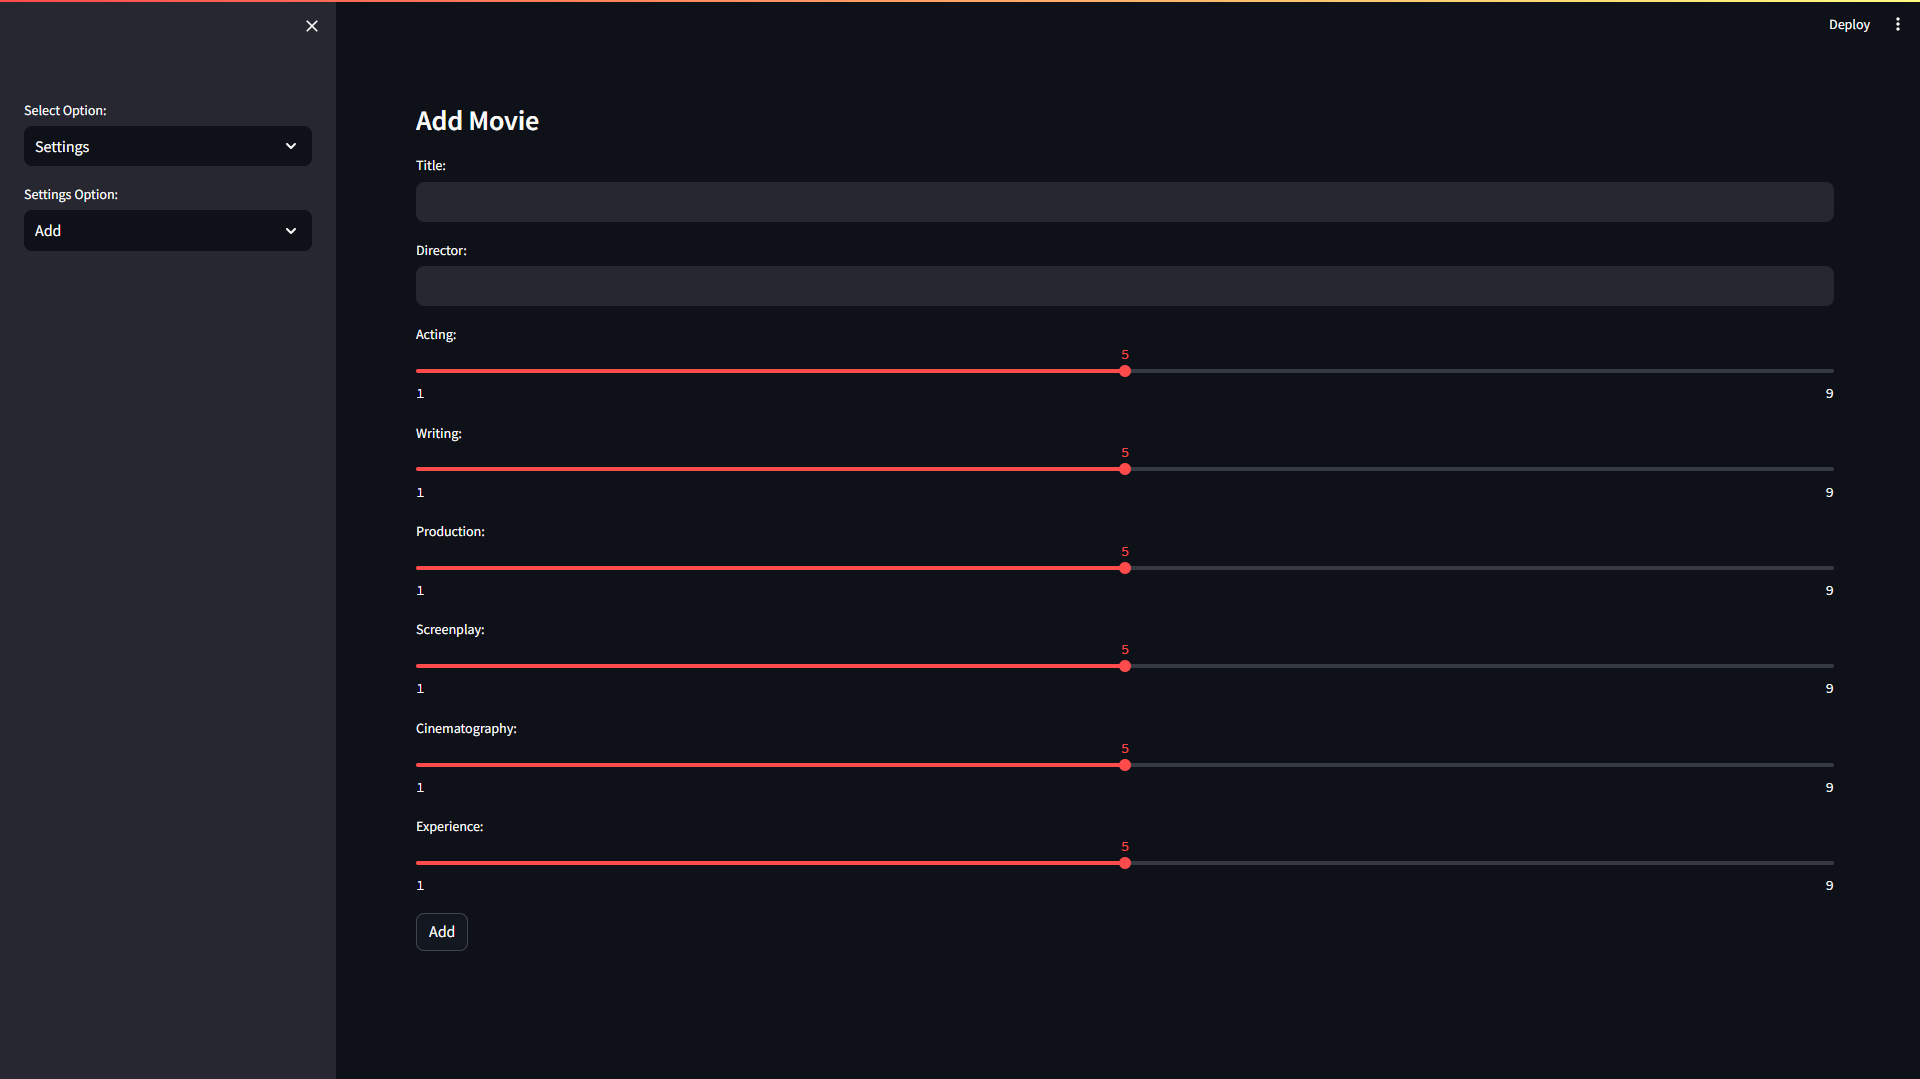 Deploy
Select Option:
Settings
Settings Option:
Add
Add Movie
Title:
Director:
Acting:
5
1 9
Writing:
5
1 9
Production:
5
1 9
Screenplay:
5
1 9
Cinematography:
5
1 9
Experience:
5
1 9
Add